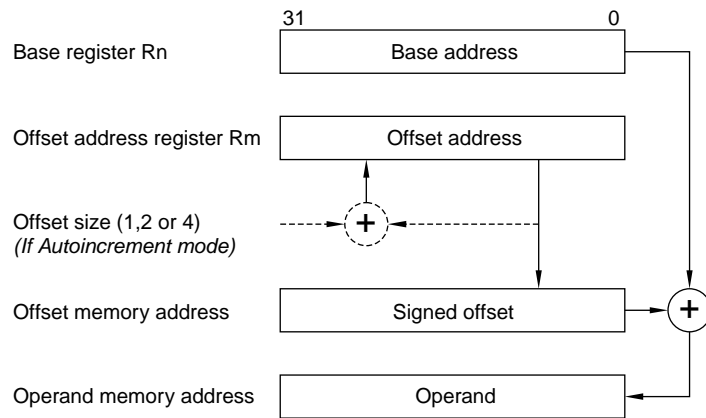 31 0
Base register Rn Base address
Offset address register Rm Offset address
+
Offset size (1,2 or 4)
(If Autoincrement mode)
Offset memory address Signed offset +
Operand memory address Operand